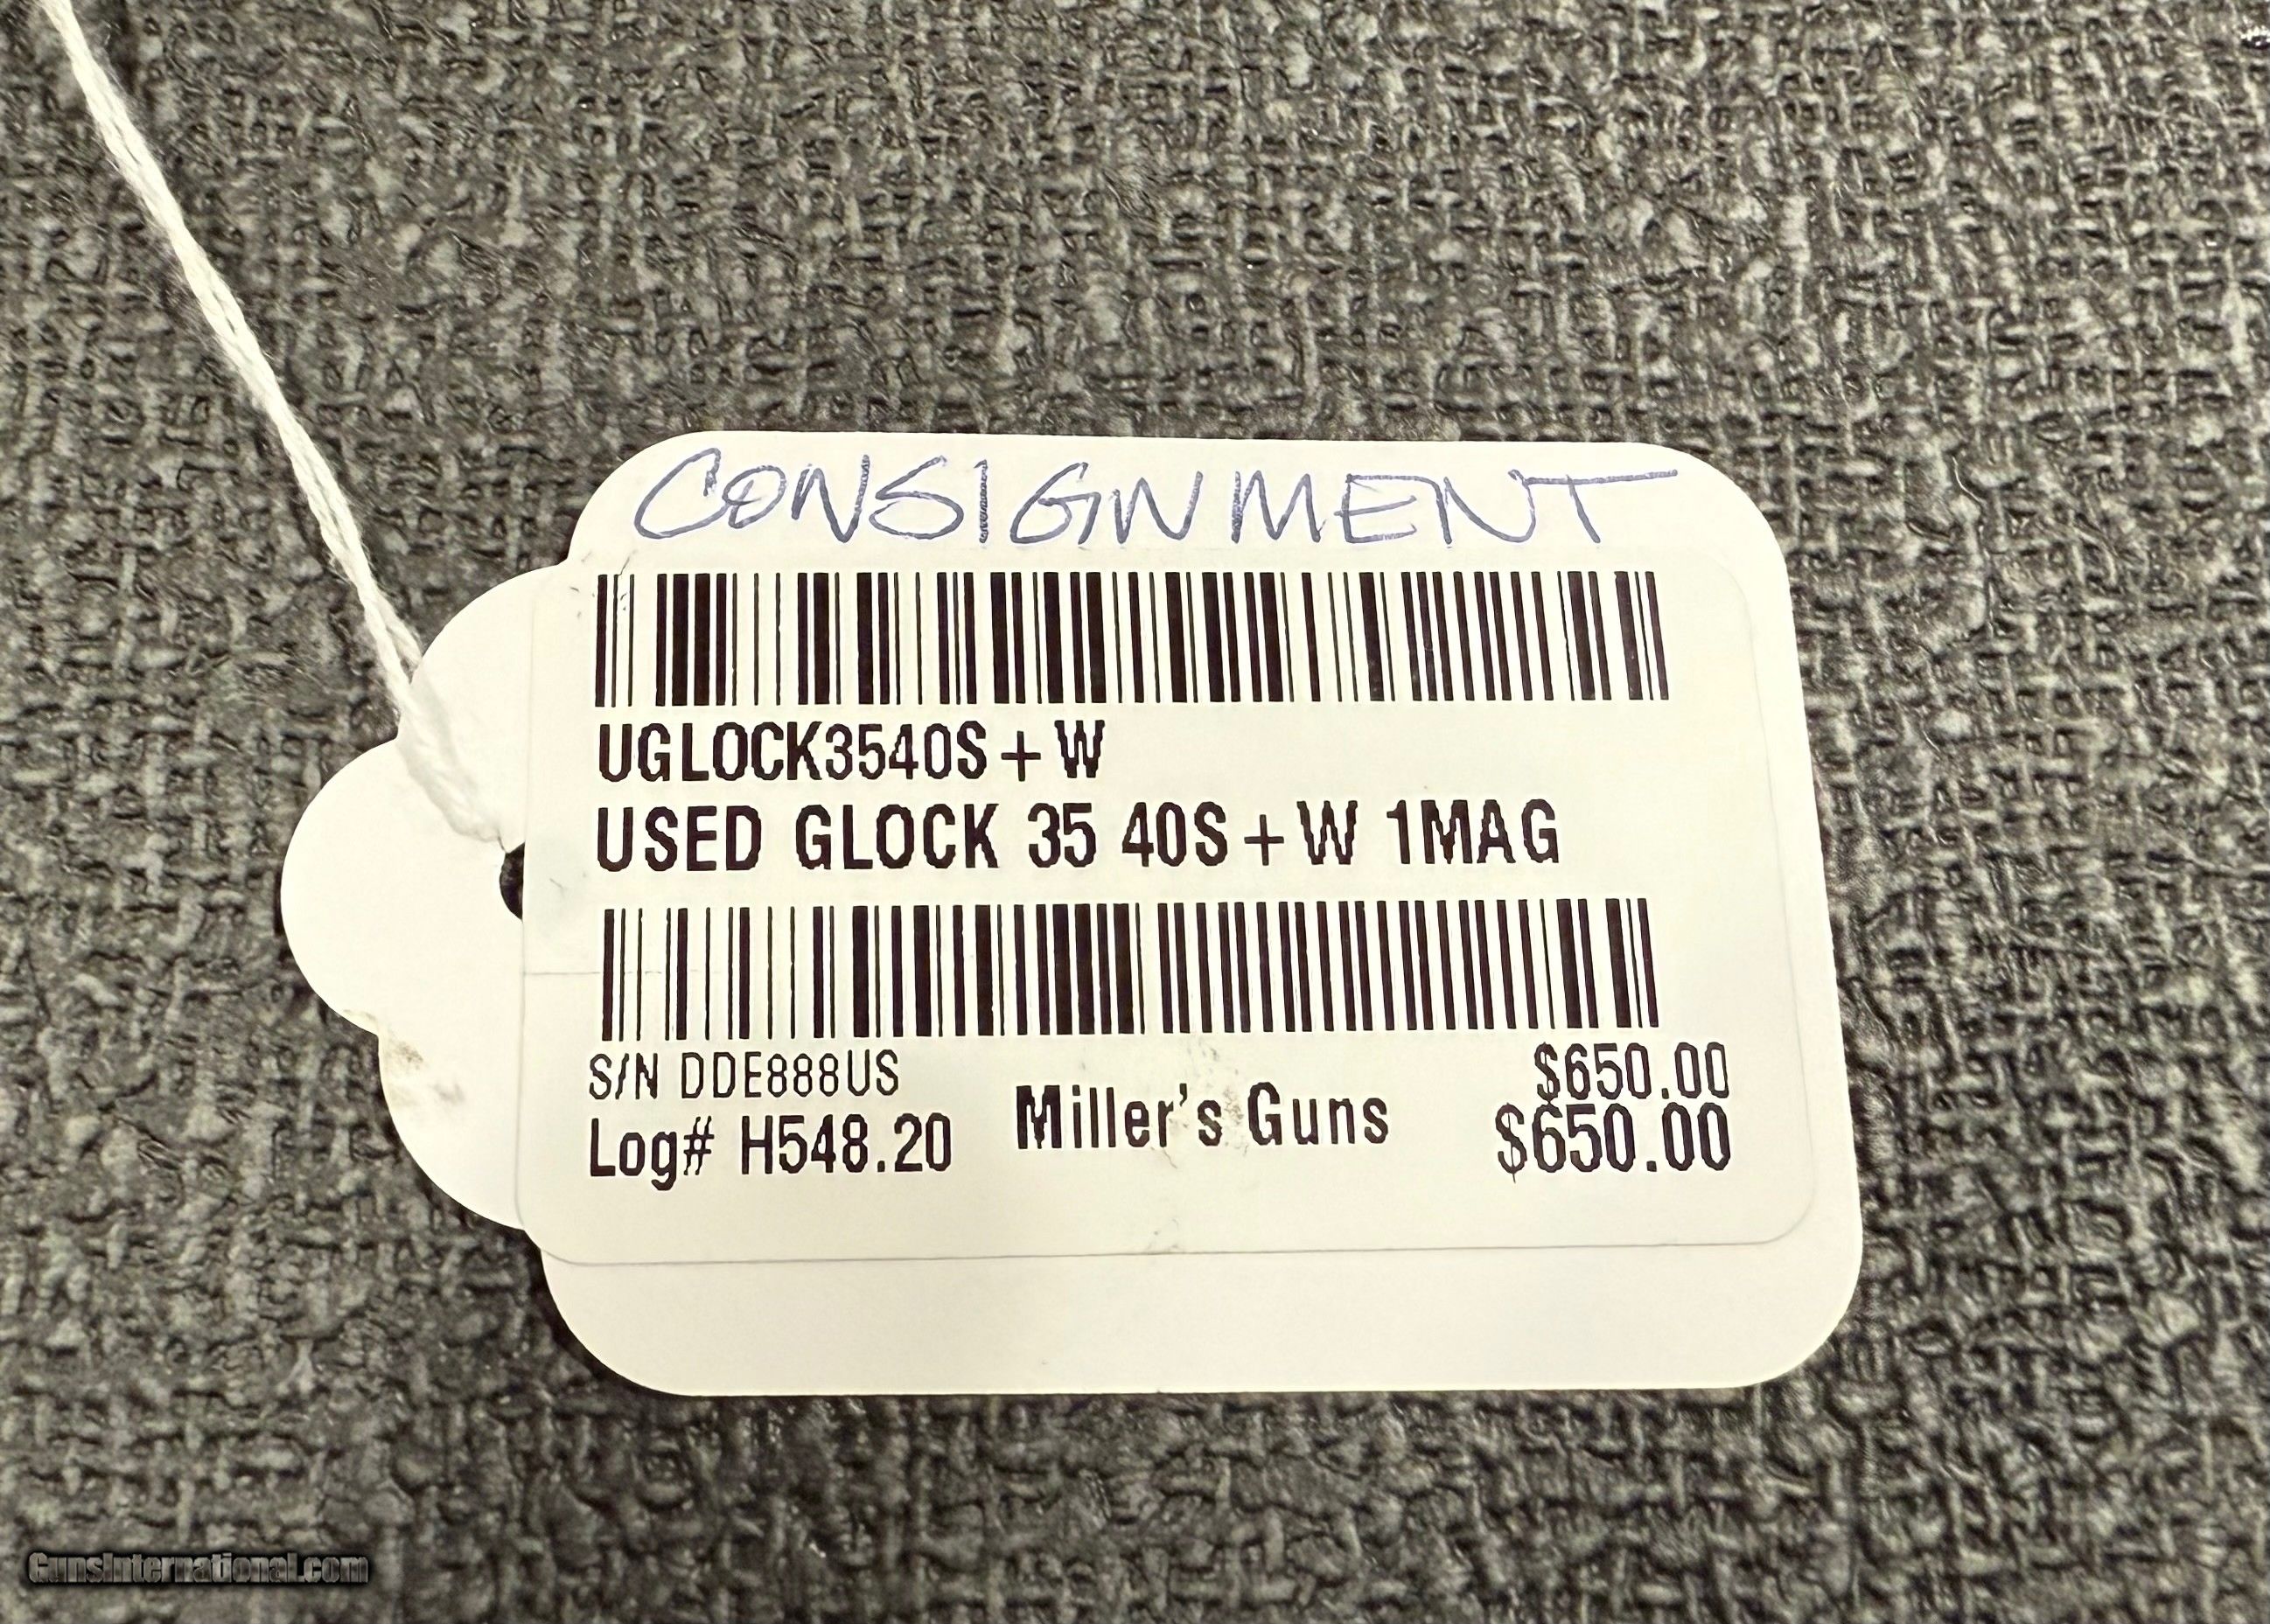 CONSIGNMENT
UGLOCK3540S+W
USED GLOCK 35 40S+W 1MAG
S/N DDE888US
$650.00
Log# H548.20
Miller's Guns
$650.00
GunsInternational.com